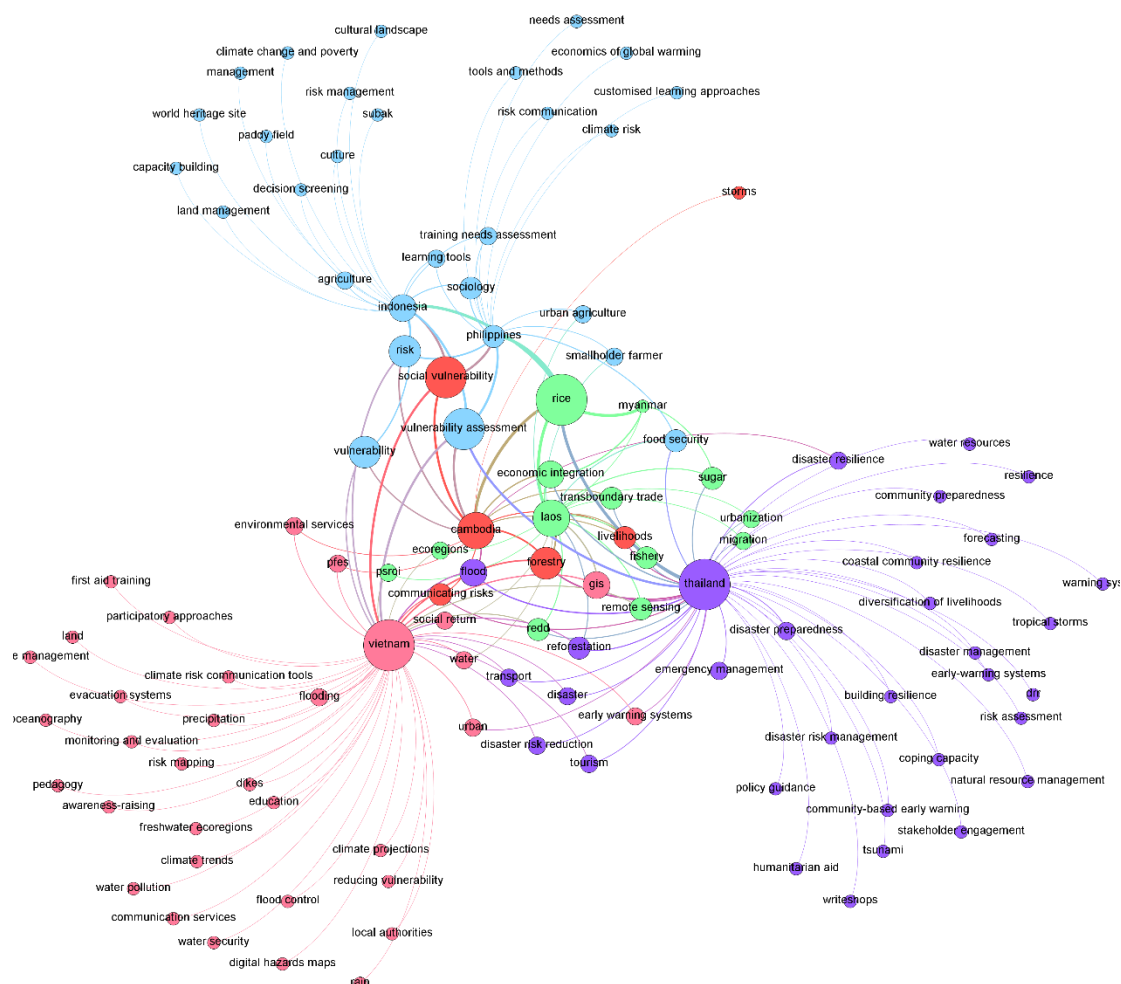 needs assessment
cultural landscape
climate change and poverty
economics of global warming
management
tools and methods
risk management
customised learning approaches
world heritage site
subak
risk communication
paddy field
climate risk
culture
capacity building
decision screening
storms
land management
training needs assessment
learning tools
agriculture
sociology
indonesia
urban agriculture
philippines
risk
smallholder farmer
social vulnerability
rice
myanmar
vulnerability assessment
food security
water resources
vulnerability
disaster resilience
economic integration
sugar
resilience
transboundary trade
community preparedness
laos
urbanization
environmental services
cambodia
livelihoods
migration
forecasting
ecoregions
fishery
pfes
forestry
coastal community resilience
psroi
flood
gis
thailand
first aid training
warning sys
communicating risks
diversification of livelihoods
participatory approaches
social return
remote sensing
tropical storms
land
redd
disaster preparedness
vietnam
reforestation
e management
water
disaster management
climate risk communication tools
transport
emergency management
early-warning systems
evacuation systems
flooding
disaster
building resilience
drr
oceanography
precipitation
early warning systems
risk assessment
urban
monitoring and evaluation
disaster risk reduction
disaster risk management
risk mapping
tourism
coping capacity
pedagogy
dikes
policy guidance
natural resource management
awareness-raising
education
community-based early warning
freshwater ecoregions
stakeholder engagement
climate projections
tsunami
climate trends
humanitarian aid
water pollution
reducing vulnerability
flood control
writeshops
communication services
local authorities
water security
digital hazards maps
rain